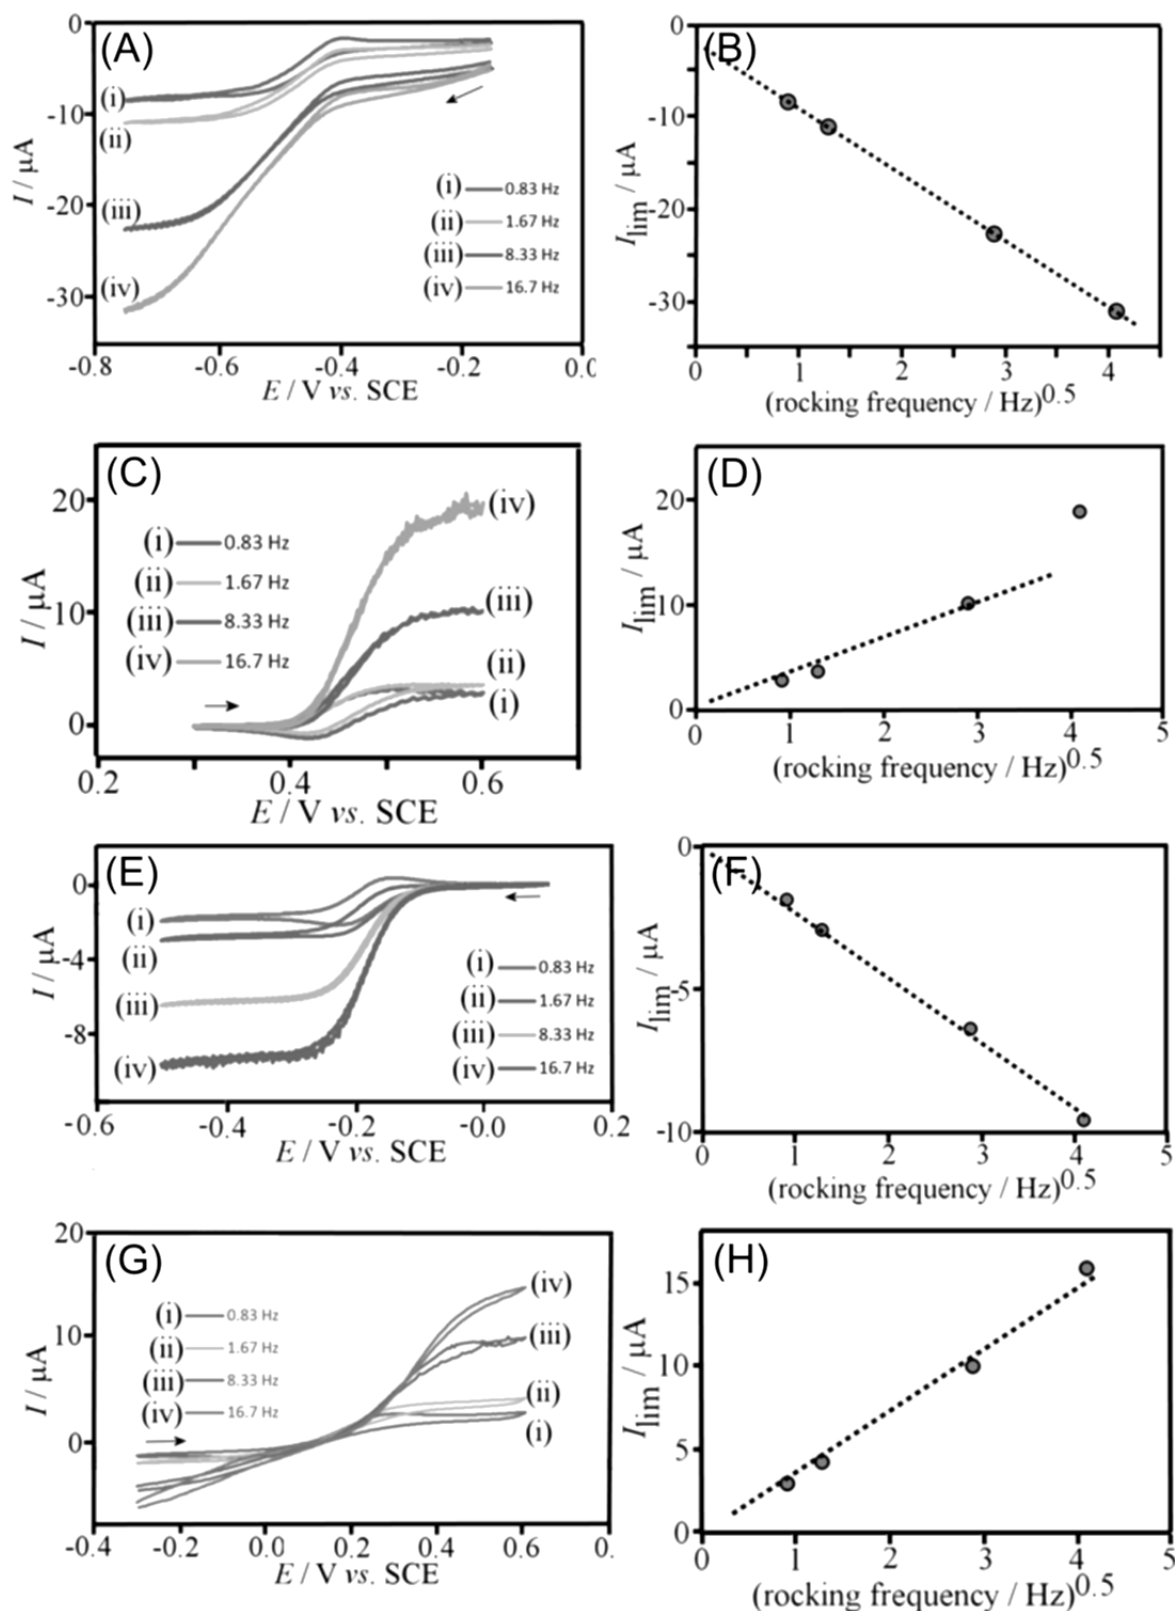 (A)
0
-10
-20
-30
I / µA
(i)
(ii)
(iii)
(iv)
(i) 0.83 Hz
(ii) 1.67 Hz
(iii) 8.33 Hz
(iv) 16.7 Hz
-0.8 -0.6 -0.4 -0.2 0.0
E / V vs. SCE
(B)
0
-10
-20
-30
Ilim / µA
0 1 2 3 4
(rocking frequency / Hz)0.5
(C)
20
10
0
I / µA
(i) 0.83 Hz
(ii) 1.67 Hz
(iii) 8.33 Hz
(iv) 16.7 Hz
(iv)
(iii)
(ii)
(i)
0.2 0.4 0.6
E / V vs. SCE
(D)
20
10
0
Ilim / µA
0 1 2 3 4 5
(rocking frequency / Hz)0.5
(E)
0
-4
-8
I / µA
(i)
(ii)
(iii)
(iv)
(i) 0.83 Hz
(ii) 1.67 Hz
(iii) 8.33 Hz
(iv) 16.7 Hz
-0.6 -0.4 -0.2 -0.0 0.2
E / V vs. SCE
(F)
0
-5
-10
Ilim / µA
0 1 2 3 4 5
(rocking frequency / Hz)0.5
(G)
20
10
0
I / µA
(i) 0.83 Hz
(ii) 1.67 Hz
(iii) 8.33 Hz
(iv) 16.7 Hz
(iv)
(iii)
(ii)
(i)
-0.4 -0.2 0.0 0.2 0.4 0.6 0.
E / V vs. SCE
(H)
15
10
5
0
Ilim / µA
0 1 2 3 4 5
(rocking frequency / Hz)0.5